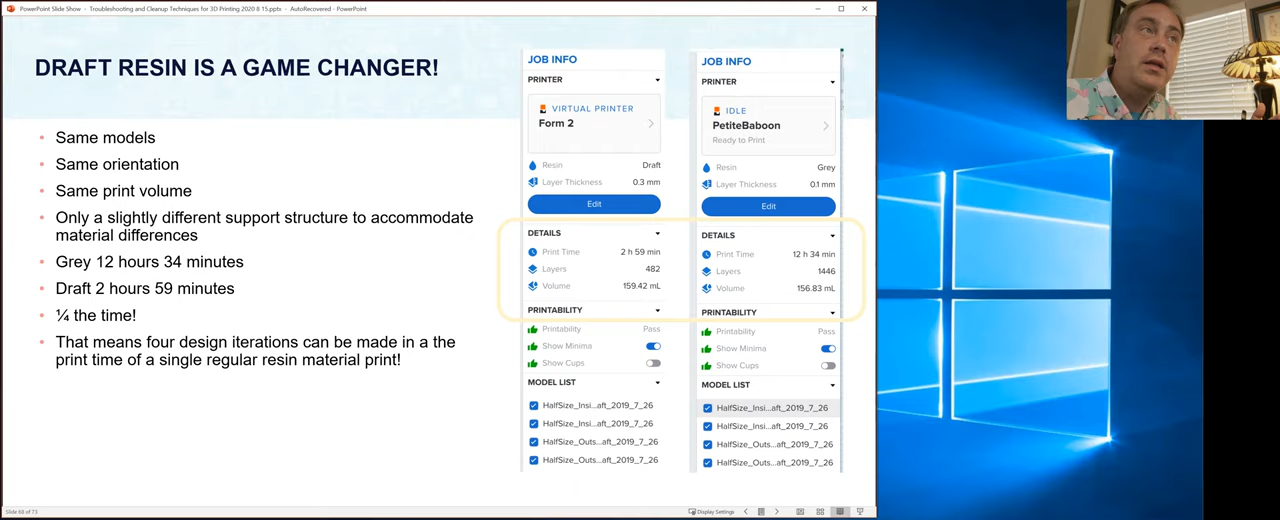 PowerPoint Slide Show - Troubleshooting and Cleanup Techniques for 3D Printing 2020 8 15.pptx - AutoRecovered - PowerPoint
DRAFT RESIN IS A GAME CHANGER!
• Same models
• Same orientation
• Same print volume
• Only a slightly different support structure to accommodate
material differences
• Grey 12 hours 34 minutes
• Draft 2 hours 59 minutes
• ¼ the time!
• That means four design iterations can be made in a the
print time of a single regular resin material print!
JOB INFO
PRINTER
VIRTUAL PRINTER
Form 2
Resin Draft
Layer Thickness 0.3 mm
Edit
DETAILS
Print Time 2 h 59 min
Layers 482
Volume 159.42 mL
PRINTABILITY
Printability Pass
Show Minima
Show Cups
MODEL LIST
HalfSize_Insi...aft_2019_7_26
HalfSize_Insi...aft_2019_7_26
HalfSize_Outs...aft_2019_7_26
HalfSize_Outs...aft_2019_7_26
JOB INFO
PRINTER
IDLE
PetiteBaboon
Ready to Print
Resin Grey
Layer Thickness 0.1 mm
Edit
DETAILS
Print Time 12 h 34 min
Layers 1446
Volume 156.83 mL
PRINTABILITY
Printability Pass
Show Minima
Show Cups
MODEL LIST
HalfSize_Insi...aft_2019_7_26
HalfSize_Insi...aft_2019_7_26
HalfSize_Outs...aft_2019_7_26
HalfSize_Outs...aft_2019_7_26
Slide 68 of 73
Display Settings